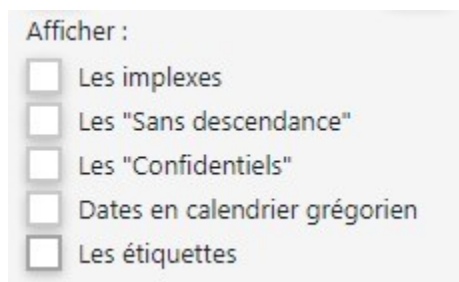 Afficher :
Les implexes
Les "Sans descendance"
Les "Confidentiels"
Dates en calendrier grégorien
Les étiquettes